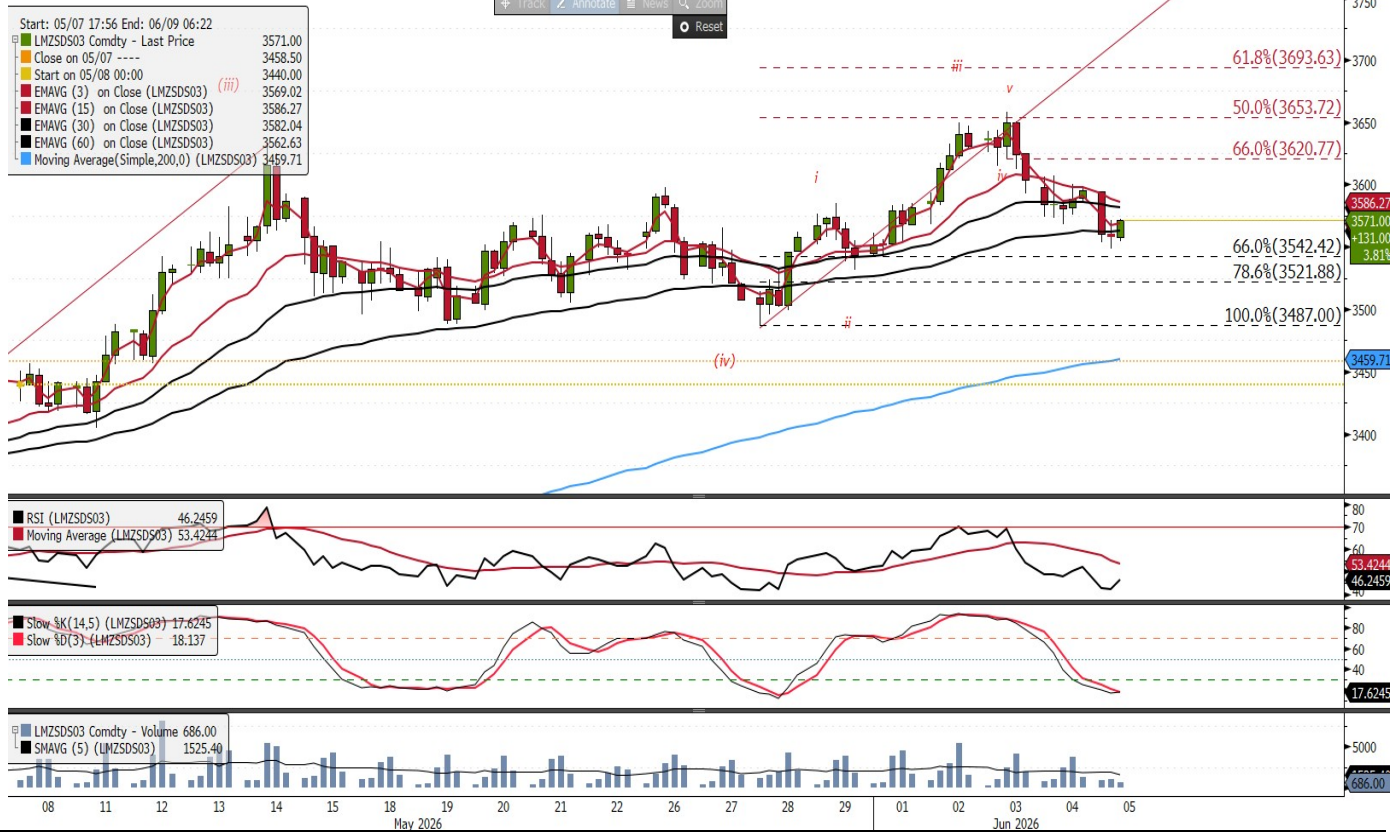 Track Annotate News Zoom
Reset
Start: 05/07 17:56 End: 06/09 06:22
LMZSDS03 Comdty - Last Price 3571.00
Close on 05/07 ---- 3458.50
Start on 05/08 00:00 3440.00
EMAVG (3) on Close (LMZSDS03) 3569.02
EMAVG (15) on Close (LMZSDS03) 3586.27
EMAVG (30) on Close (LMZSDS03) 3582.04
EMAVG (60) on Close (LMZSDS03) 3562.63
Moving Average(Simple,200,0) (LMZSDS03) 3459.71
(iii)
iii
v
i
iv
ii
(iv)
61.8%(3693.63)
50.0%(3653.72)
66.0%(3620.77)
66.0%(3542.42)
78.6%(3521.88)
100.0%(3487.00)
3750
3700
3650
3600
3586.27
3571.00
+131.00
3.81%
3500
3459.71
3450
3400
RSI (LMZSDS03) 46.2459
Moving Average (LMZSDS03) 53.4244
80
70
60
53.4244
46.2459
40
Slow %K(14,5) (LMZSDS03) 17.6245
Slow %D(3) (LMZSDS03) 18.137
80
60
40
17.6245
LMZSDS03 Comdty - Volume 686.00
SMAVG (5) (LMZSDS03) 1525.40
5000
686.00
08 11 12 13 14 15 18 19 20 21 22 26 27 28 29 01 02 03 04 05
May 2026 Jun 2026